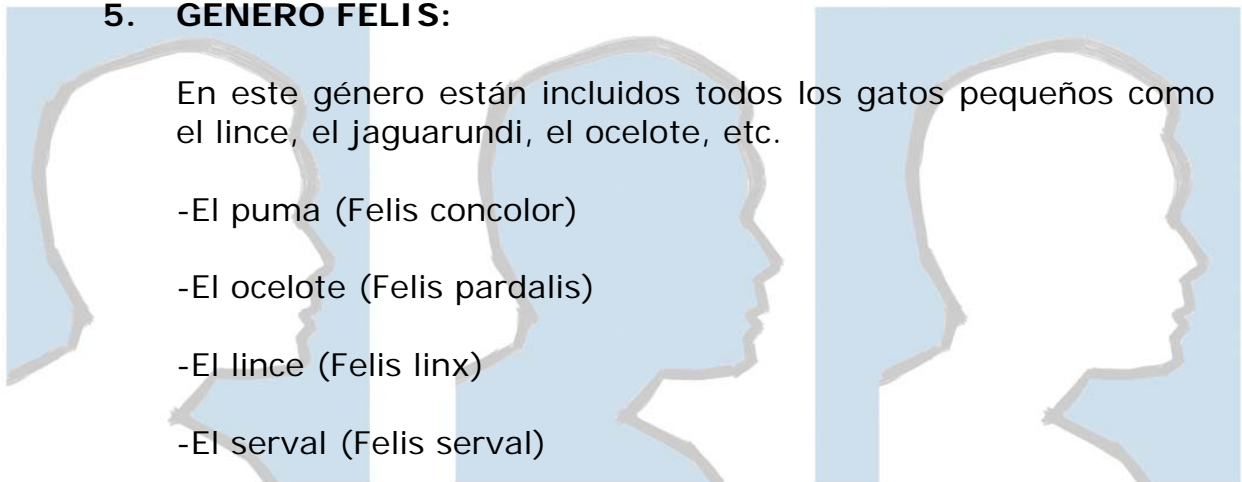 5. GENERO FELIS:
En este género están incluidos todos los gatos pequeños como
el lince, el jaguarundi, el ocelote, etc.
-El puma (Felis concolor)
-El ocelote (Felis pardalis)
-El lince (Felis linx)
-El serval (Felis serval)